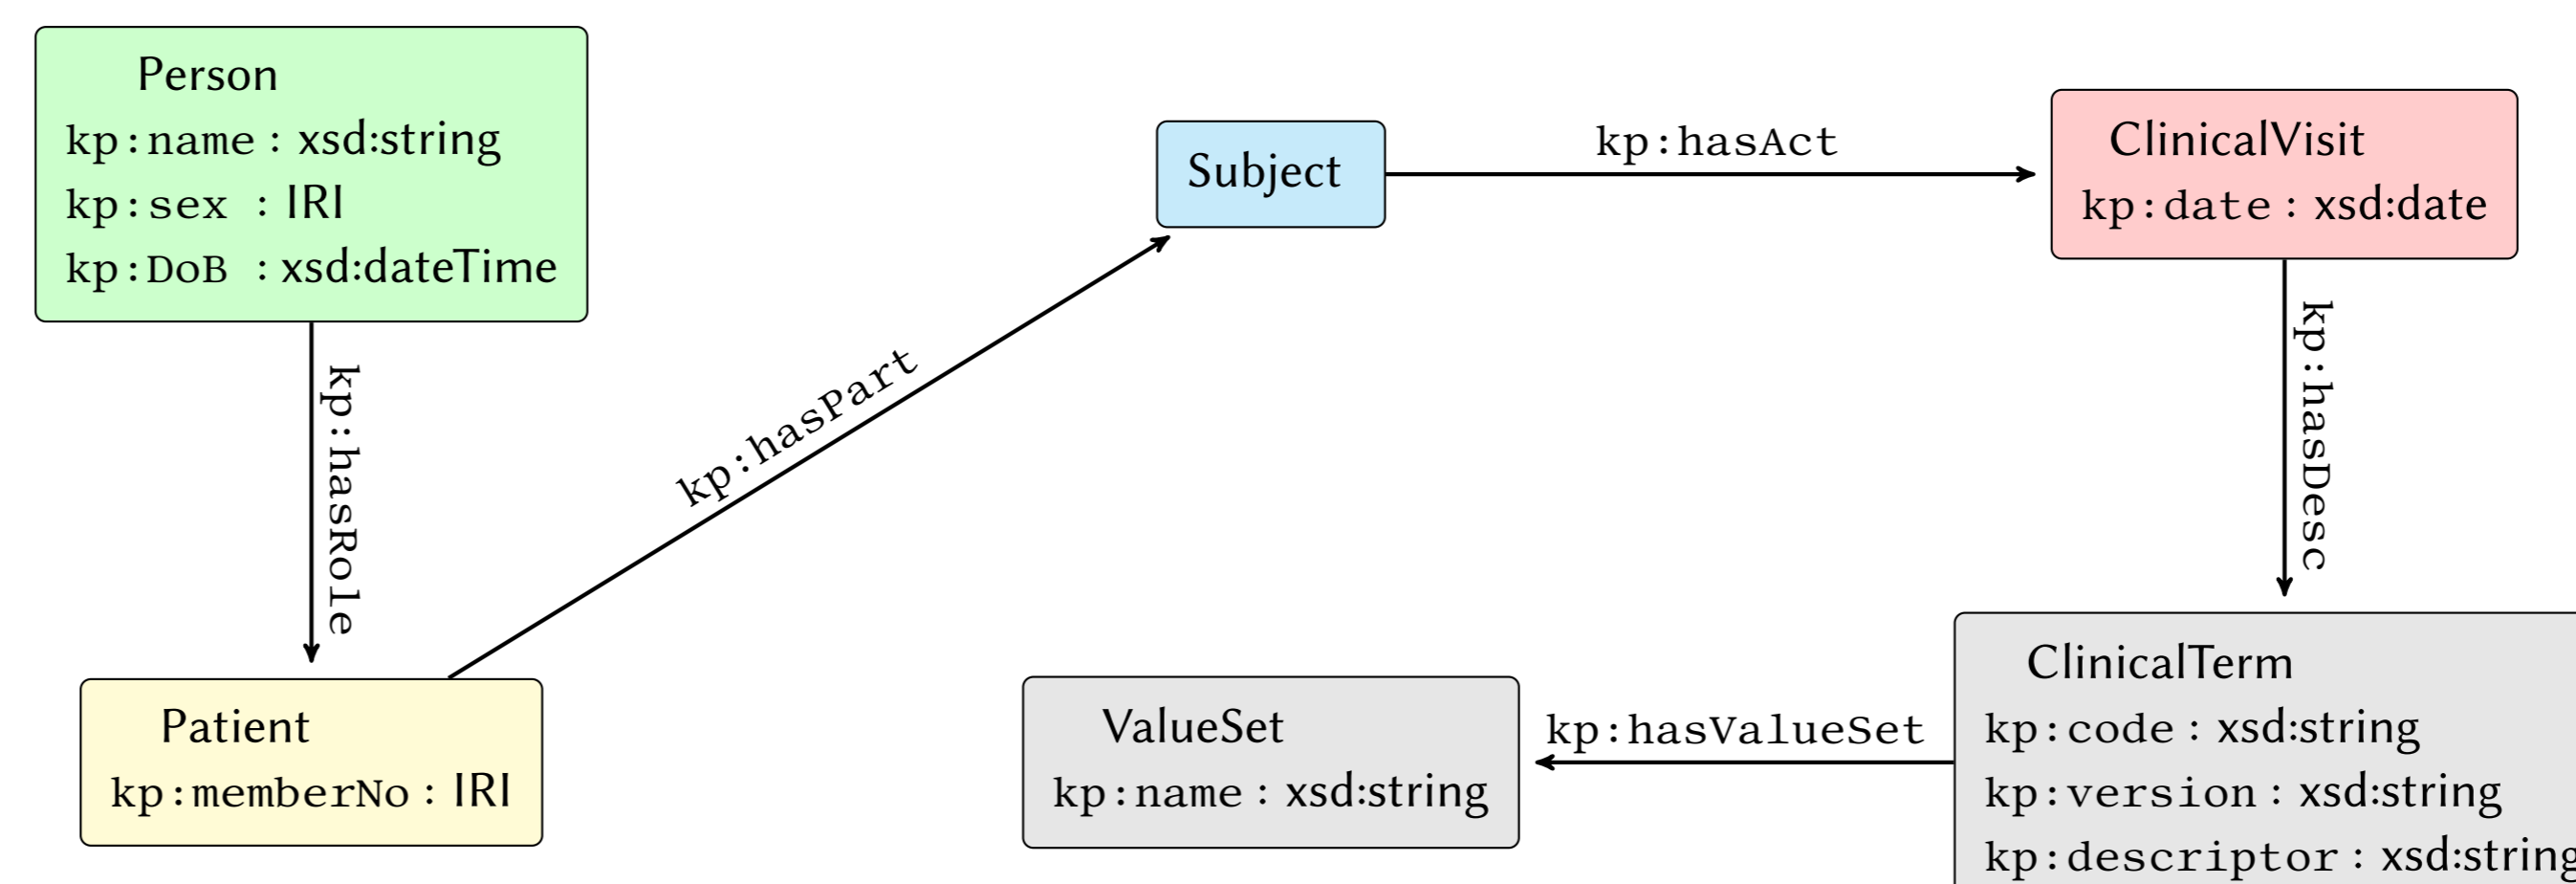 Person
kp:name : xsd:string
kp:sex : IRI
kp:DoB : xsd:dateTime
kp:hasRole
Patient
kp:memberNo : IRI
kp:hasPart
Subject
kp:hasAct
ClinicalVisit
kp:date : xsd:date
kp:hasDesc
ClinicalTerm
kp:code : xsd:string
kp:version : xsd:string
kp:descriptor : xsd:string
kp:hasValueSet
ValueSet
kp:name : xsd:string